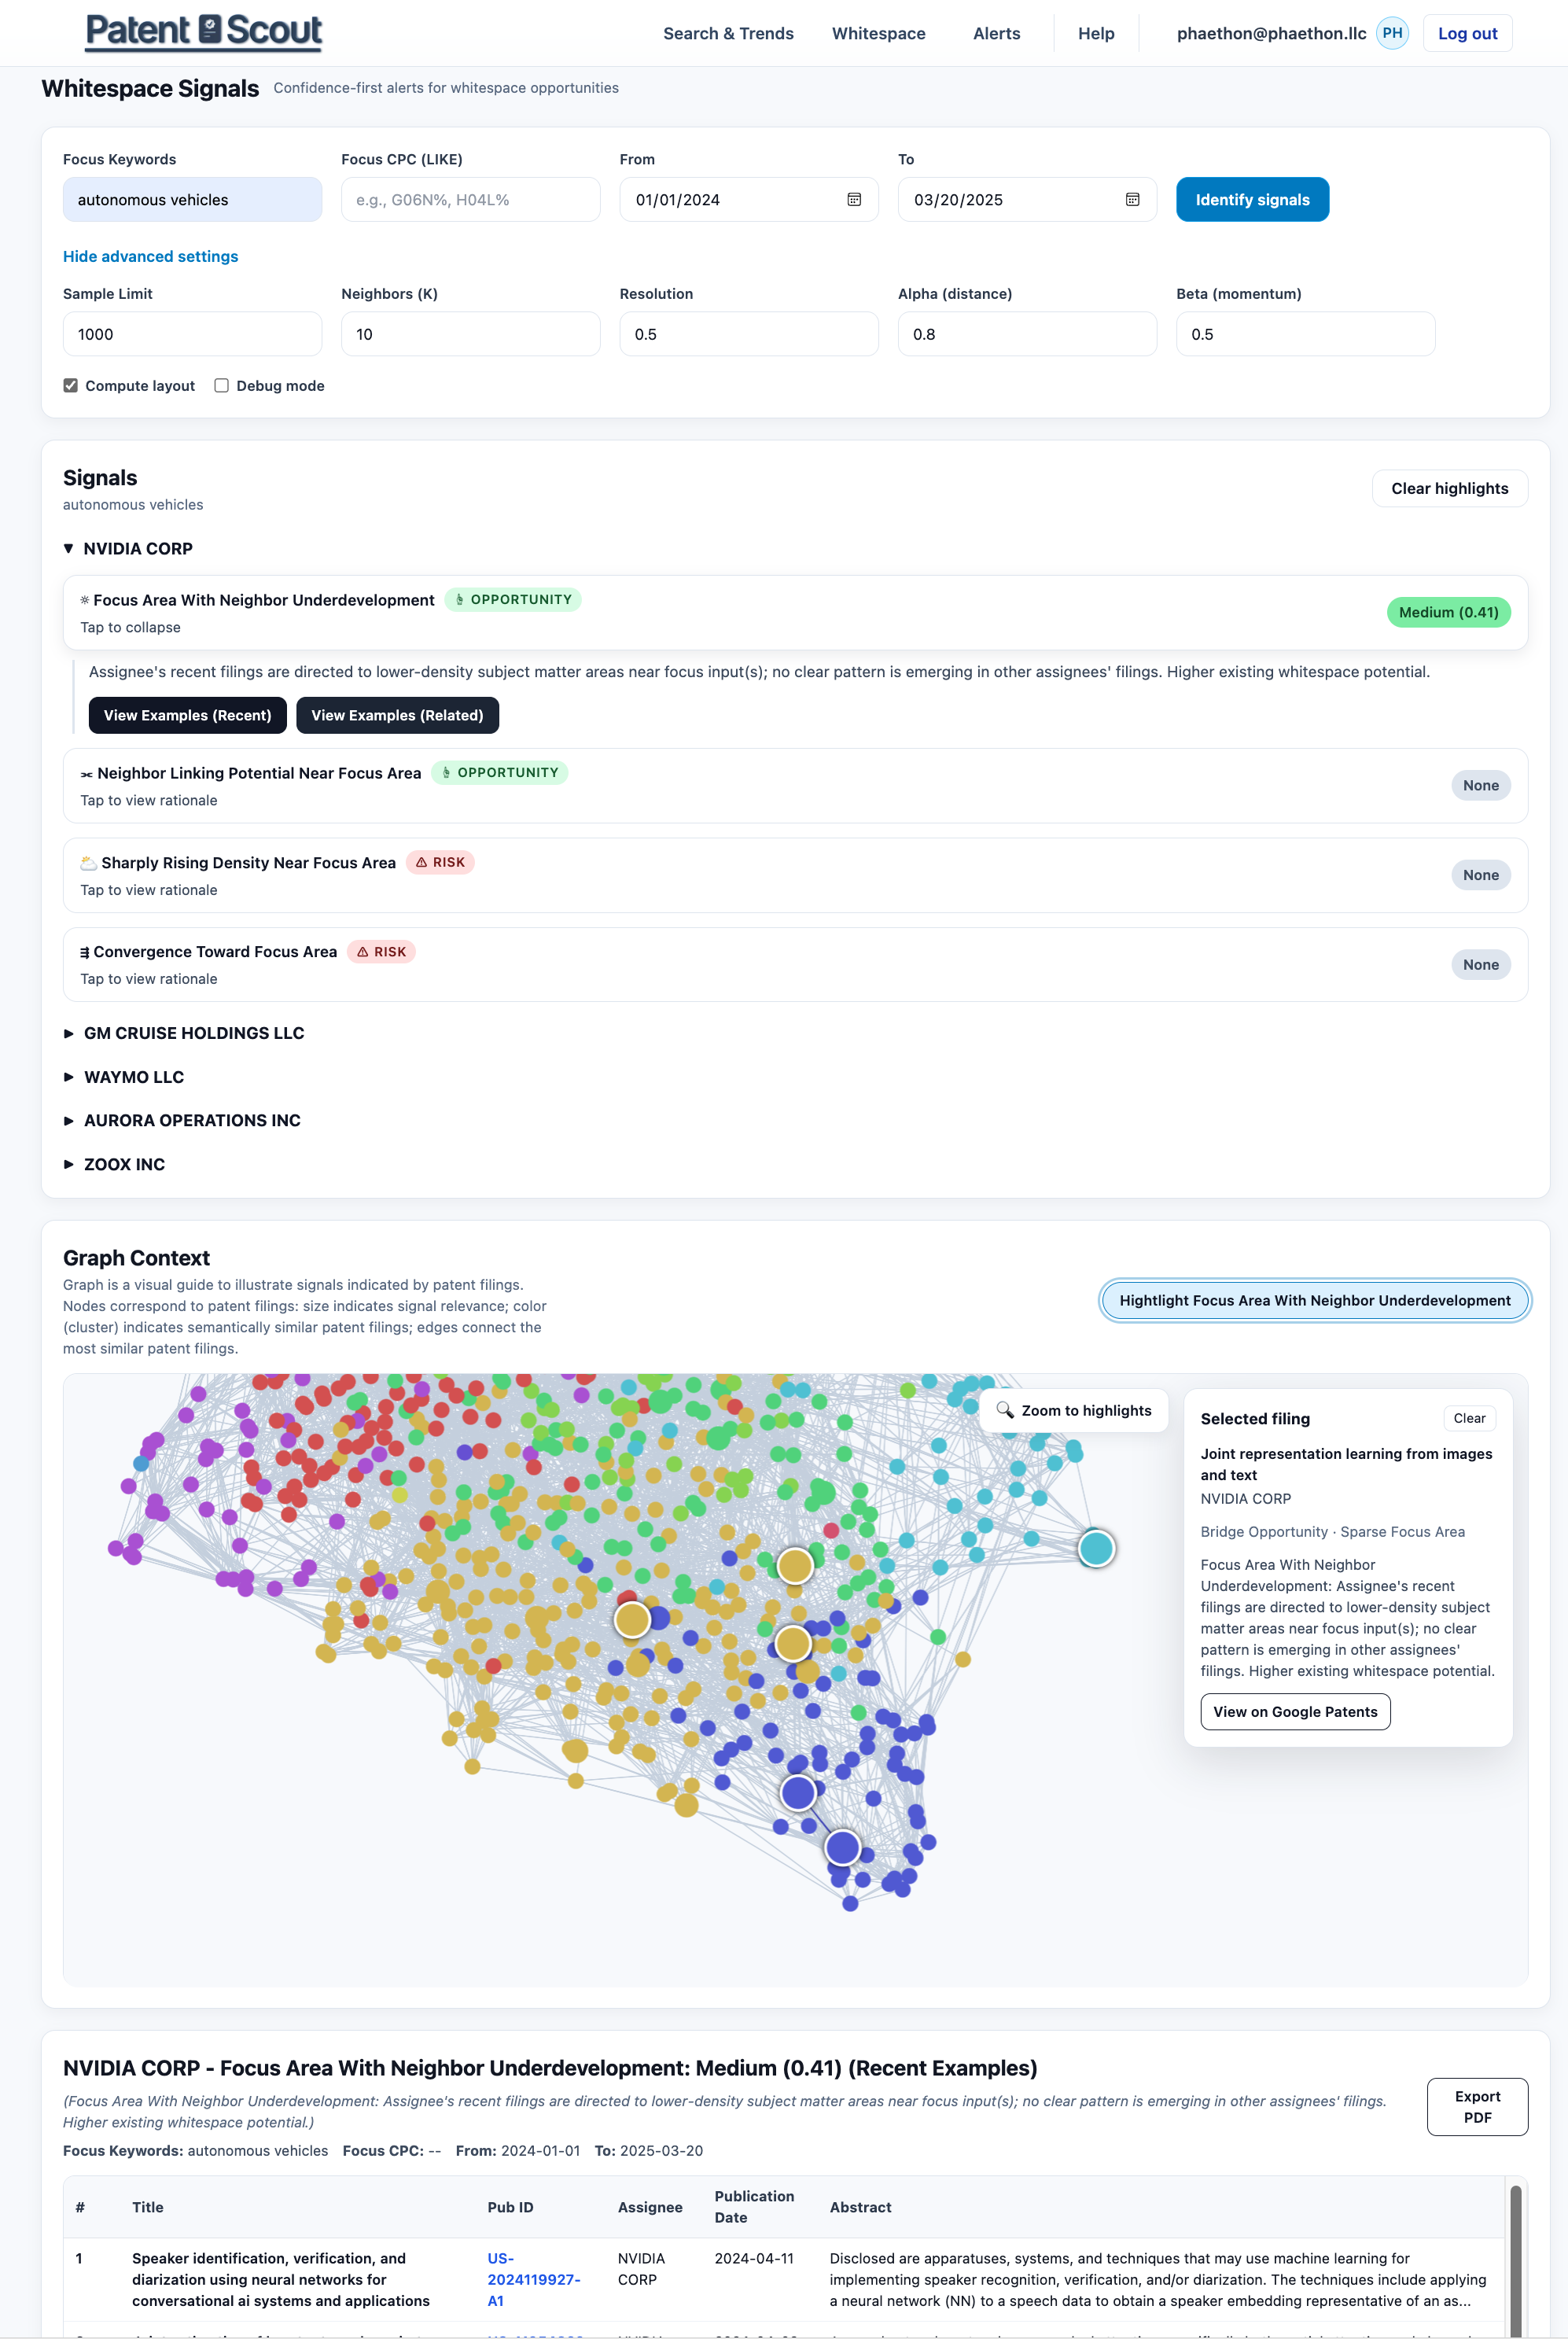 Patent Scout
Search & Trends
Whitespace
Alerts
Help
phaethon@phaethon.llc
PH
Log out
Whitespace Signals
Confidence-first alerts for whitespace opportunities
Focus Keywords
Focus CPC (LIKE)
From
To
autonomous vehicles
e.g., G06N%, H04L%
01/01/2024
03/20/2025
Identify signals
Hide advanced settings
Sample Limit
Neighbors (K)
Resolution
Alpha (distance)
Beta (momentum)
1000
10
0.5
0.8
0.5
Compute layout
Debug mode
Signals
autonomous vehicles
Clear highlights
NVIDIA CORP
Focus Area With Neighbor Underdevelopment
OPPORTUNITY
Tap to collapse
Medium (0.41)
Assignee's recent filings are directed to lower-density subject matter areas near focus input(s); no clear pattern is emerging in other assignees' filings. Higher existing whitespace potential.
View Examples (Recent)
View Examples (Related)
Neighbor Linking Potential Near Focus Area
OPPORTUNITY
Tap to view rationale
None
Sharply Rising Density Near Focus Area
RISK
Tap to view rationale
None
Convergence Toward Focus Area
RISK
Tap to view rationale
None
GM CRUISE HOLDINGS LLC
WAYMO LLC
AURORA OPERATIONS INC
ZOOX INC
Graph Context
Graph is a visual guide to illustrate signals indicated by patent filings.
Nodes correspond to patent filings: size indicates signal relevance; color
(cluster) indicates semantically similar patent filings; edges connect the
most similar patent filings.
Hightlight Focus Area With Neighbor Underdevelopment
Zoom to highlights
Selected filing
Clear
Joint representation learning from images
and text
NVIDIA CORP
Bridge Opportunity · Sparse Focus Area
Focus Area With Neighbor
Underdevelopment: Assignee's recent
filings are directed to lower-density subject
matter areas near focus input(s); no clear
pattern is emerging in other assignees'
filings. Higher existing whitespace potential.
View on Google Patents
NVIDIA CORP - Focus Area With Neighbor Underdevelopment: Medium (0.41) (Recent Examples)
(Focus Area With Neighbor Underdevelopment: Assignee's recent filings are directed to lower-density subject matter areas near focus input(s); no clear pattern is emerging in other assignees' filings.
Higher existing whitespace potential.)
Export
PDF
Focus Keywords: autonomous vehicles Focus CPC: -- From: 2024-01-01 To: 2025-03-20
#
Title
Pub ID
Assignee
Publication
Date
Abstract
1
Speaker identification, verification, and
diarization using neural networks for
conversational ai systems and applications
US-
2024119927-
A1
NVIDIA
CORP
2024-04-11
Disclosed are apparatuses, systems, and techniques that may use machine learning for
implementing speaker recognition, verification, and/or diarization. The techniques include applying
a neural network (NN) to a speech data to obtain a speaker embedding representative of an as...